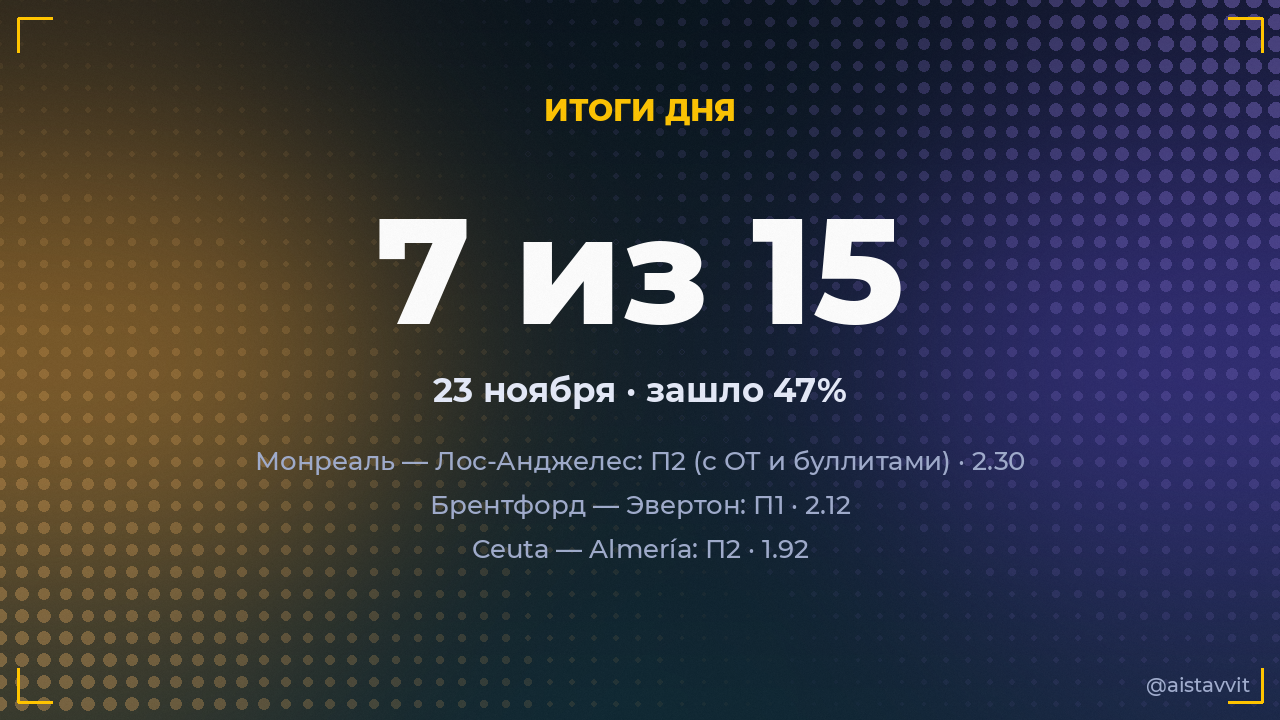 ИТОГИ ДНЯ
7 из 15
23 ноября · зашло 47%
Монреаль — Лос-Анджелес: П2 (с ОТ и буллитами) · 2.30
Брентфорд — Эвертон: П1 · 2.12
Ceuta — Almería: П2 · 1.92
@aistavvit